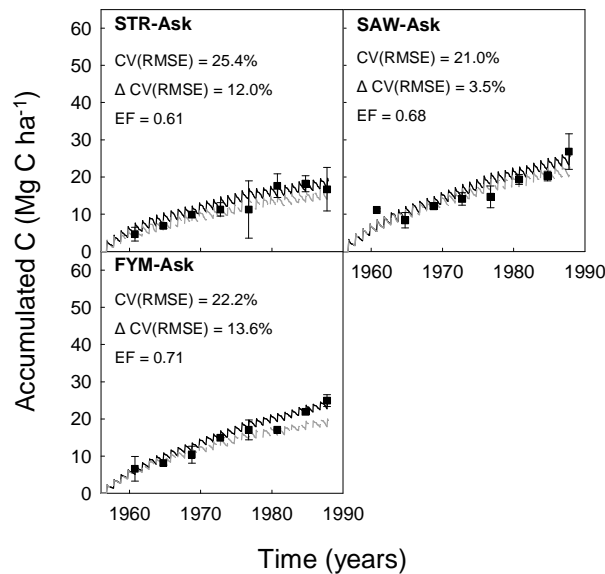 Accumulated C (Mg C ha⁻¹)
60
50
40
30
20
10
0
STR-Ask
CV(RMSE) = 25.4%
Δ CV(RMSE) = 12.0%
EF = 0.61
SAW-Ask
CV(RMSE) = 21.0%
Δ CV(RMSE) = 3.5%
EF = 0.68
1960 1970 1980 1990
60
50
40
30
20
10
0
FYM-Ask
CV(RMSE) = 22.2%
Δ CV(RMSE) = 13.6%
EF = 0.71
1960 1970 1980 1990
Time (years)